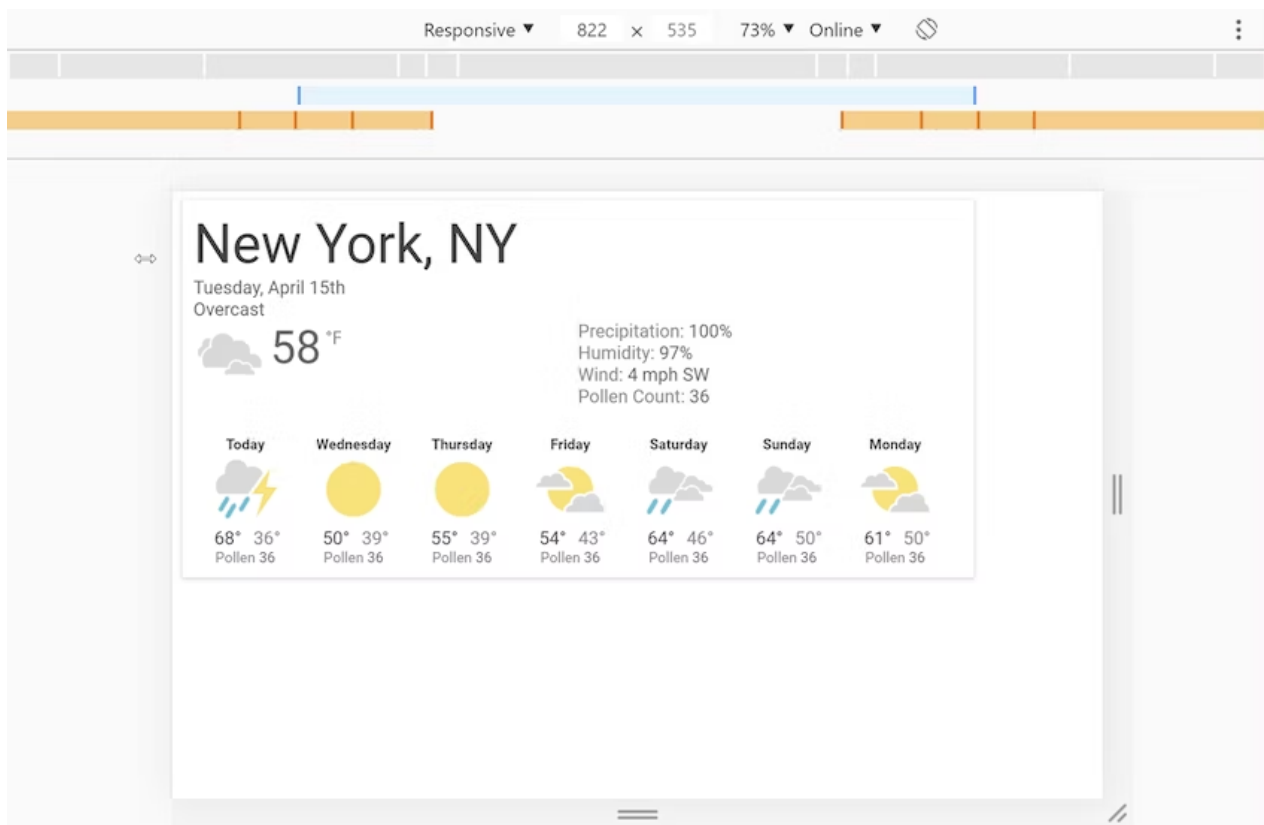 Responsive ▼ 822 × 535 73% ▼ Online ▼
New York, NY
Tuesday, April 15th
Overcast
58 °F
Precipitation: 100%
Humidity: 97%
Wind: 4 mph SW
Pollen Count: 36
Today Wednesday Thursday Friday Saturday Sunday Monday
68° 36° 50° 39° 55° 39° 54° 43° 64° 46° 64° 50° 61° 50°
Pollen 36 Pollen 36 Pollen 36 Pollen 36 Pollen 36 Pollen 36 Pollen 36